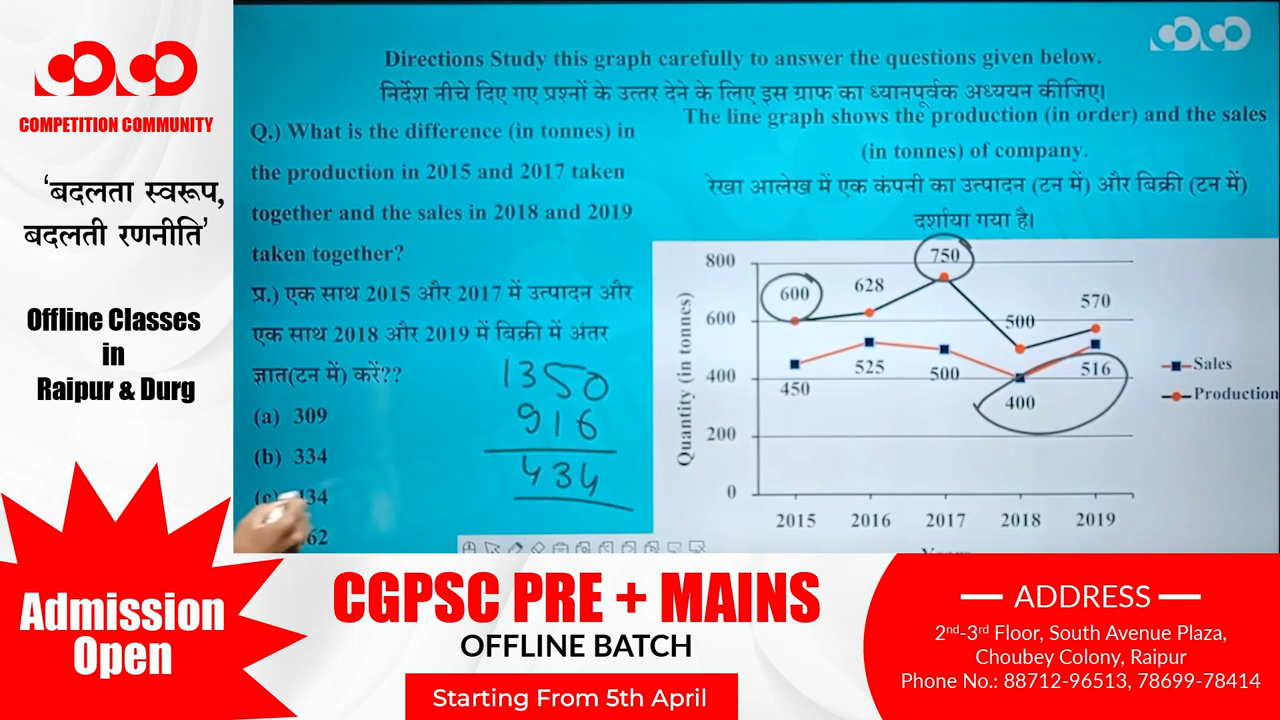 COMPETITION COMMUNITY
'बदलता स्वरूप,
बदलती रणनीति'
Offline Classes
in
Raipur & Durg
Directions Study this graph carefully to answer the questions given below.
निर्देश नीचे दिए गए प्रश्नों के उत्तर देने के लिए इस ग्राफ का ध्यानपूर्वक अध्ययन कीजिए।
Q.) What is the difference (in tonnes) in
the production in 2015 and 2017 taken
together and the sales in 2018 and 2019
taken together?
प्र.) एक साथ 2015 और 2017 में उत्पादन और
एक साथ 2018 और 2019 में बिक्री में अंतर
ज्ञात(टन में) करें??
(a) 309
(b) 334
(c) 434
62
1350
916
434
The line graph shows the production (in order) and the sales
(in tonnes) of company.
रेखा आलेख में एक कंपनी का उत्पादन (टन में) और बिक्री (टन में)
दर्शाया गया है।
Quantity (in tonnes)
800
600
400
200
0
600 628 750 500 570
450 525 500 400 516
Sales
Production
2015 2016 2017 2018 2019
Admission
Open
CGPSC PRE + MAINS
OFFLINE BATCH
Starting From 5th April
ADDRESS
2nd-3rd Floor, South Avenue Plaza,
Choubey Colony, Raipur
Phone No.: 88712-96513, 78699-78414